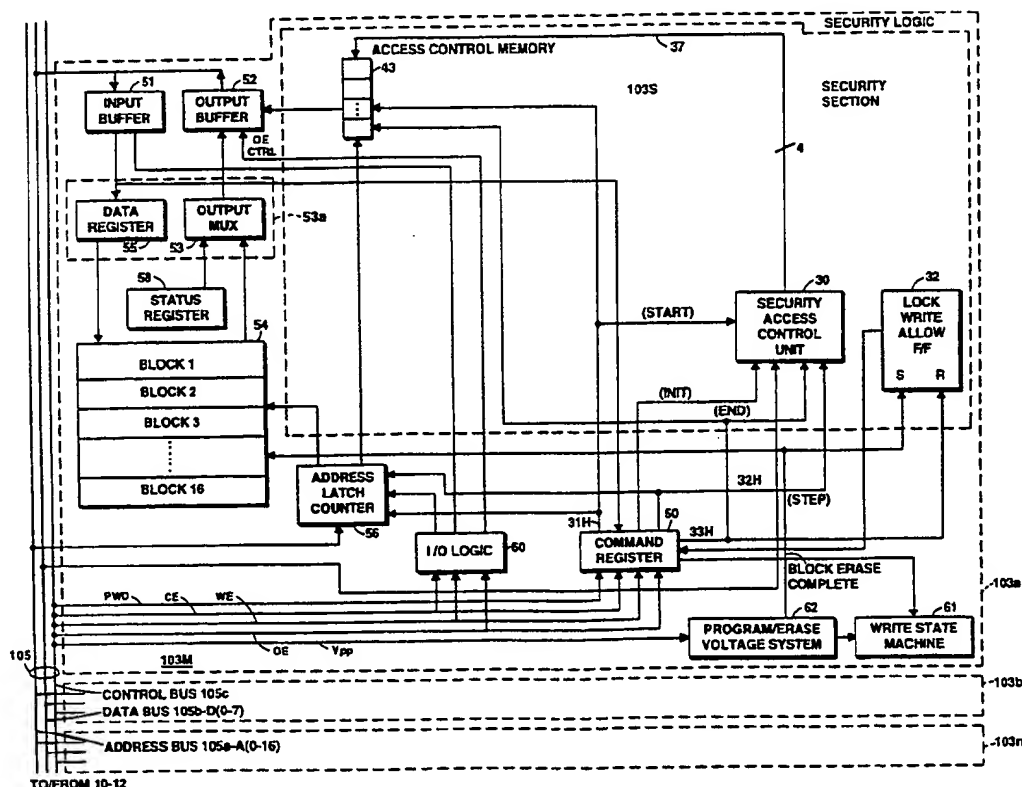 SECURITY LOGIC
ACCESS CONTROL MEMORY
37
51
52
43
103S
SECURITY
SECTION
INPUT
BUFFER
OUTPUT
BUFFER
OE
CTRL
4
53a
DATA
REGISTER
55
OUTPUT
MUX
53
58
STATUS
REGISTER
54
30
32
(START)
SECURITY
ACCESS
CONTROL
UNIT
LOCK
WRITE
ALLOW
F/F
S R
BLOCK 1
BLOCK 2
BLOCK 3
BLOCK 16
(INIT)
(END)
ADDRESS
LATCH
COUNTER
56
32H
(STEP)
31H
50
33H
I/O LOGIC
60
COMMAND
REGISTER
BLOCK ERASE
COMPLETE
103a
PWD
CE
WE
OE
Vpp
62
61
PROGRAM/ERASE
VOLTAGE SYSTEM
WRITE STATE
MACHINE
105
103M
CONTROL BUS 105c
103b
DATA BUS 105b-D(0-7)
ADDRESS BUS 105a-A(0-16)
103n
TO/FROM 10-12